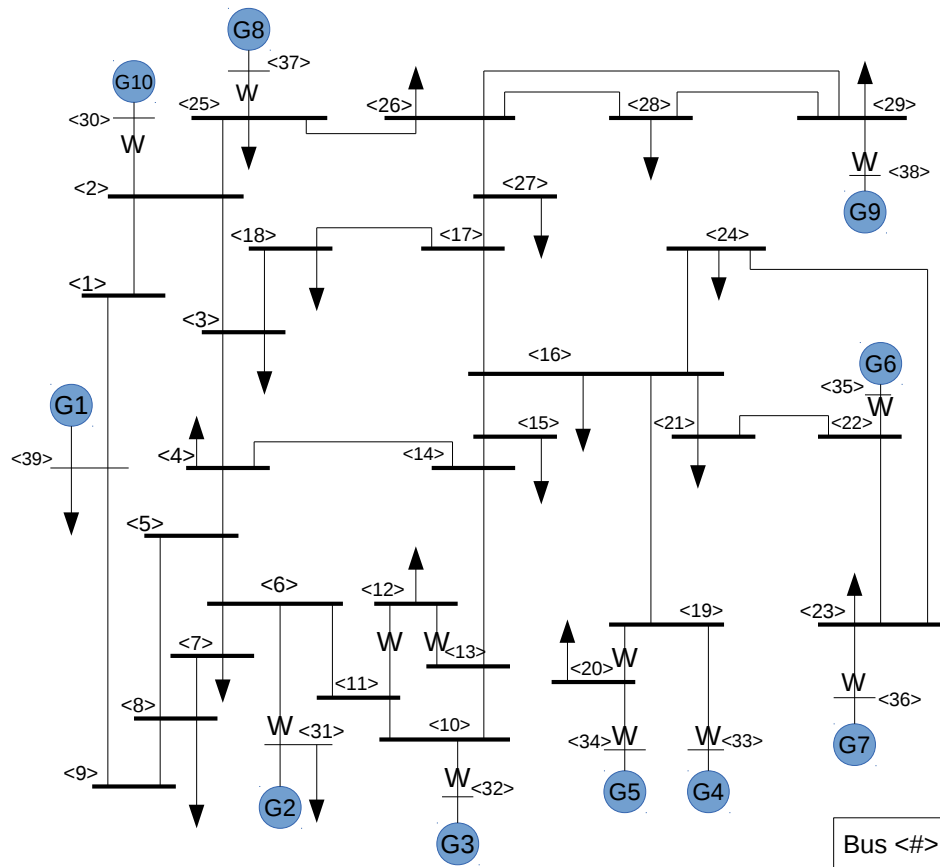 G8
<37>
G10
W
<25>
<26>
<28>
<29>
<30>
W
W
<38>
<2>
<27>
G9
<18>
<17>
<24>
<1>
<3>
<16>
G6
<35>
W
G1
<15>
<21>
<22>
<39>
<4>
<14>
<5>
<6>
<12>
<19>
<23>
<7>
W
W
<13>
W
<20>
<11>
<8>
W
<31>
<10>
<34>
W
W
<33>
W
<36>
<9>
G2
W
<32>
G5
G4
G7
G3
Bus <#>